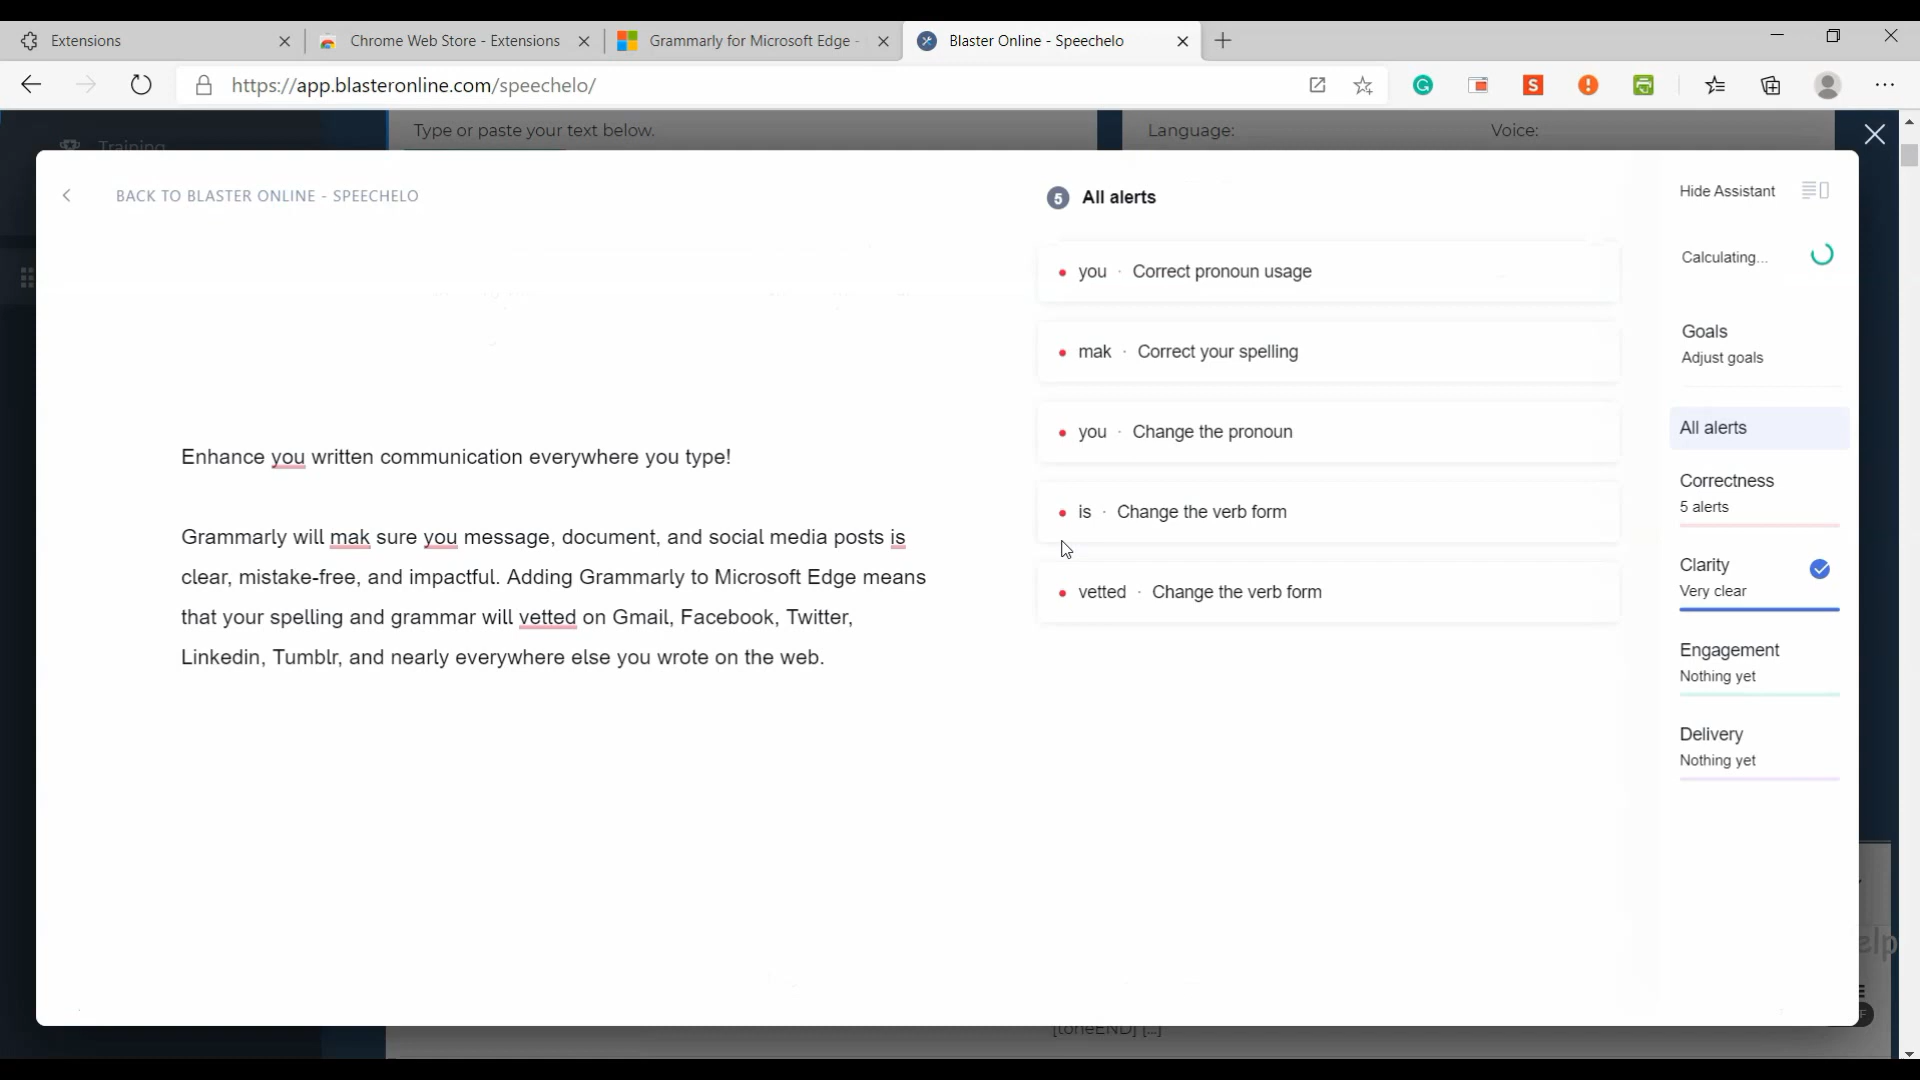 Extensions
Chrome Web Store - Extensions
Grammarly for Microsoft Edge -
Blaster Online - Speechelo
https://app.blasteronline.com/speechelo/
Training
Type or paste your text below.
Language:
Voice:
BACK TO BLASTER ONLINE - SPEECHELO
5 All alerts
Hide Assistant
you · Correct pronoun usage
Calculating...
mak · Correct your spelling
Goals
Adjust goals
you · Change the pronoun
All alerts
Enhance you written communication everywhere you type!
Correctness
5 alerts
is · Change the verb form
Grammarly will mak sure you message, document, and social media posts is
clear, mistake-free, and impactful. Adding Grammarly to Microsoft Edge means
that your spelling and grammar will vetted on Gmail, Facebook, Twitter,
Linkedin, Tumblr, and nearly everywhere else you wrote on the web.
vetted · Change the verb form
Clarity
Very clear
Engagement
Nothing yet
Delivery
Nothing yet
elp
[toneEND] [...]